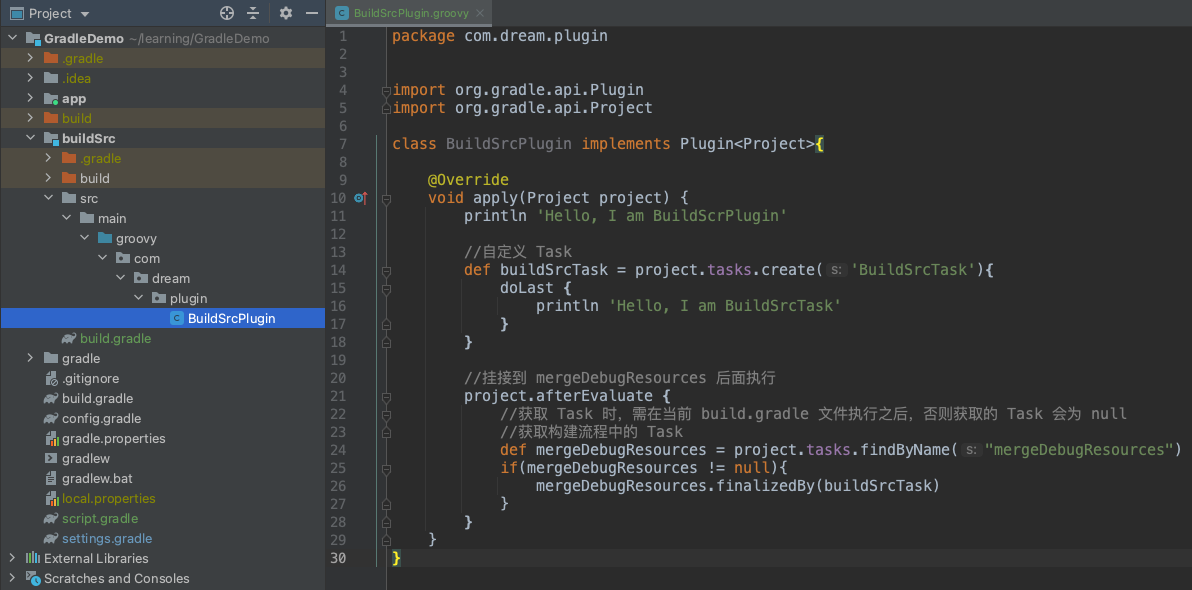 Project
GradleDemo ~/learning/GradleDemo
.gradle
.idea
app
build
buildSrc
.gradle
build
src
main
groovy
com
dream
plugin
BuildSrcPlugin
build.gradle
gradle
.gitignore
build.gradle
config.gradle
gradle.properties
gradlew
gradlew.bat
local.properties
script.gradle
settings.gradle
External Libraries
Scratches and Consoles
BuildSrcPlugin.groovy
1 package com.dream.plugin
2
3
4 import org.gradle.api.Plugin
5 import org.gradle.api.Project
6
7 class BuildSrcPlugin implements Plugin<Project>{
8
9 @Override
10 void apply(Project project) {
11 println 'Hello, I am BuildScrPlugin'
12
13 //自定义 Task
14 def buildSrcTask = project.tasks.create( s: 'BuildSrcTask'){
15 doLast {
16 println 'Hello, I am BuildSrcTask'
17 }
18 }
19
20 //挂接到 mergeDebugResources 后面执行
21 project.afterEvaluate {
22 //获取 Task 时，需在当前 build.gradle 文件执行之后，否则获取的 Task 会为 null
23 //获取构建流程中的 Task
24 def mergeDebugResources = project.tasks.findByName( s: "mergeDebugResources")
25 if(mergeDebugResources != null){
26 mergeDebugResources.finalizedBy(buildSrcTask)
27 }
28 }
29 }
30 }